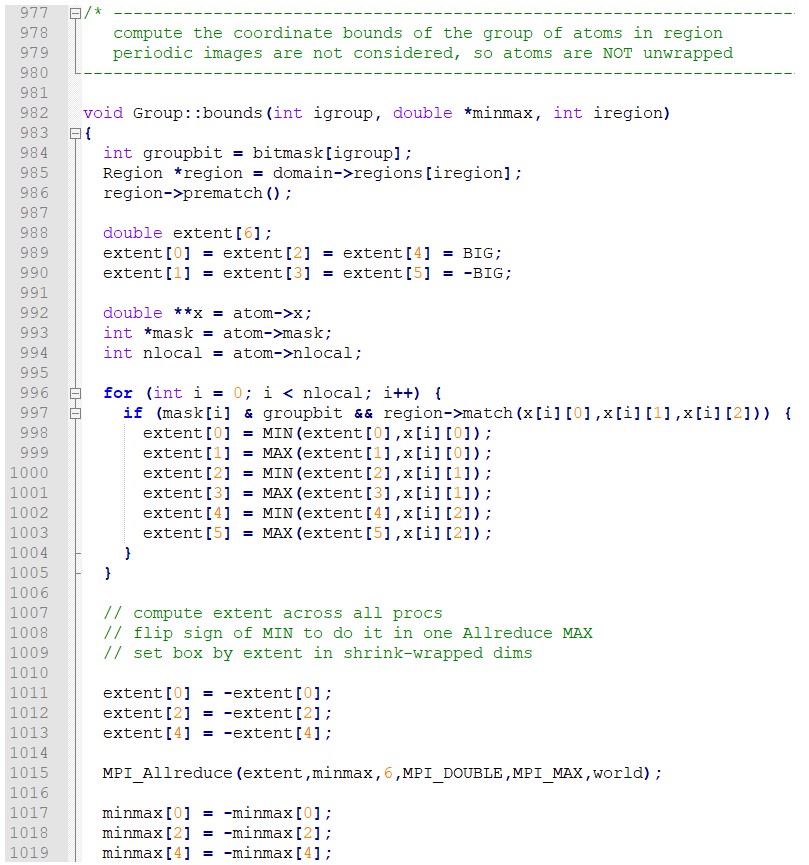 977 /* ----------------------------------------------------------------------
978    compute the coordinate bounds of the group of atoms in region
979    periodic images are not considered, so atoms are NOT unwrapped
980 ------------------------------------------------------------------------
981
982 void Group::bounds(int igroup, double *minmax, int iregion)
983 {
984   int groupbit = bitmask[igroup];
985   Region *region = domain->regions[iregion];
986   region->prematch();
987
988   double extent[6];
989   extent[0] = extent[2] = extent[4] = BIG;
990   extent[1] = extent[3] = extent[5] = -BIG;
991
992   double **x = atom->x;
993   int *mask = atom->mask;
994   int nlocal = atom->nlocal;
995
996   for (int i = 0; i < nlocal; i++) {
997     if (mask[i] & groupbit && region->match(x[i][0],x[i][1],x[i][2])) {
998       extent[0] = MIN(extent[0],x[i][0]);
999       extent[1] = MAX(extent[1],x[i][0]);
1000       extent[2] = MIN(extent[2],x[i][1]);
1001       extent[3] = MAX(extent[3],x[i][1]);
1002       extent[4] = MIN(extent[4],x[i][2]);
1003       extent[5] = MAX(extent[5],x[i][2]);
1004     }
1005   }
1006
1007   // compute extent across all procs
1008   // flip sign of MIN to do it in one Allreduce MAX
1009   // set box by extent in shrink-wrapped dims
1010
1011   extent[0] = -extent[0];
1012   extent[2] = -extent[2];
1013   extent[4] = -extent[4];
1014
1015   MPI_Allreduce(extent,minmax,6,MPI_DOUBLE,MPI_MAX,world);
1016
1017   minmax[0] = -minmax[0];
1018   minmax[2] = -minmax[2];
1019   minmax[4] = -minmax[4];